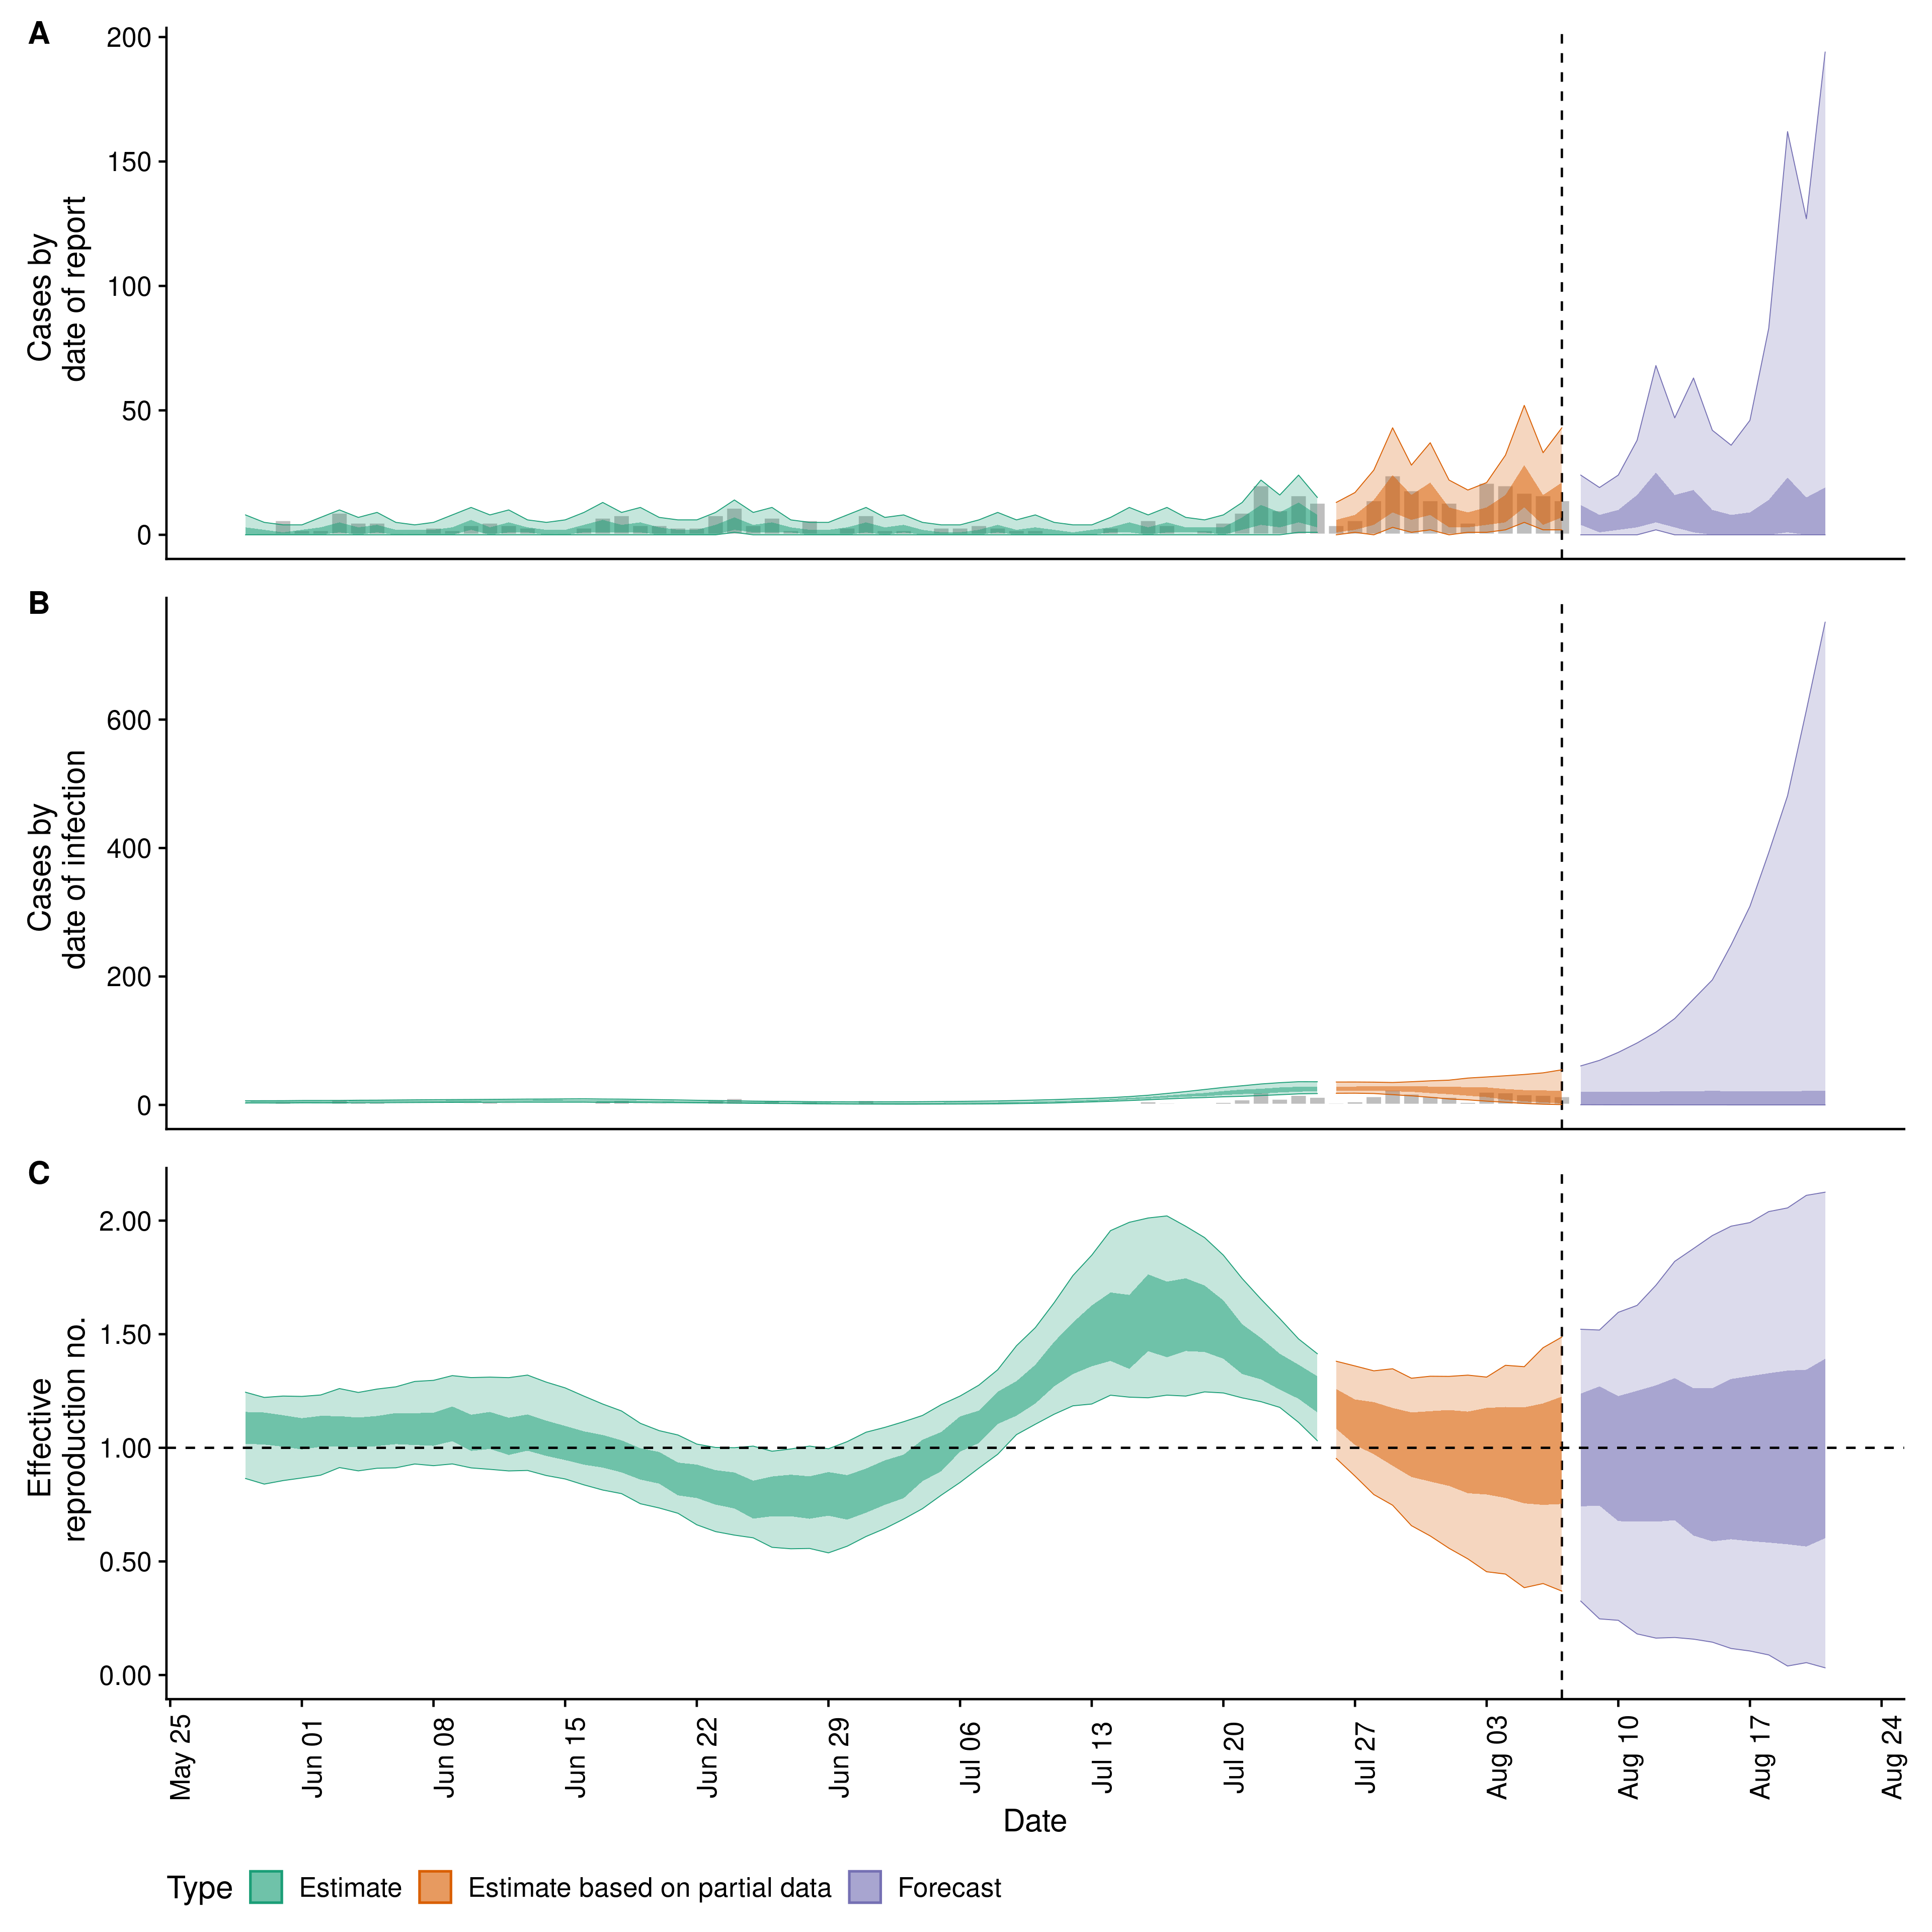 A
200
150
100
50
0
Cases by
date of report
B
600
400
200
0
Cases by
date of infection
C
2.00
1.50
1.00
0.50
0.00
Effective
reproduction no.
May 25
Jun 01
Jun 08
Jun 15
Jun 22
Jun 29
Jul 06
Jul 13
Jul 20
Jul 27
Aug 03
Aug 10
Aug 17
Aug 24
Date
Type Estimate Estimate based on partial data Forecast